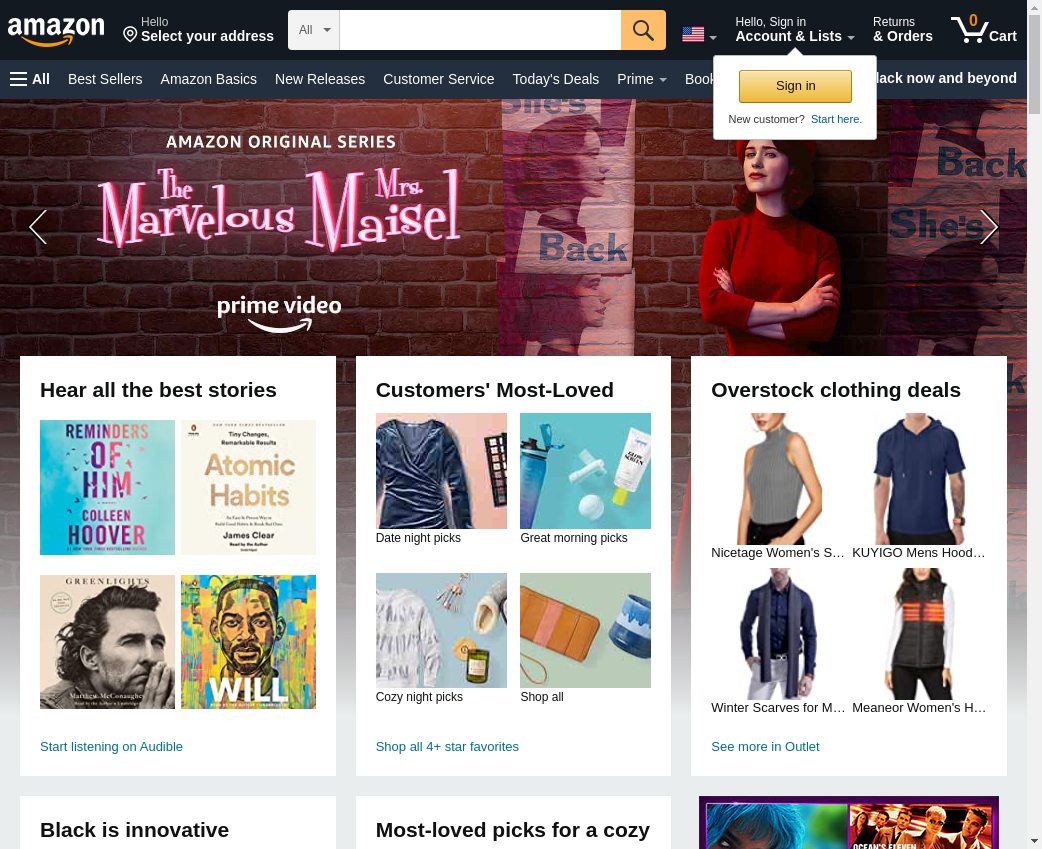 amazon
Hello
Select your address
All
Hello, Sign in
Account & Lists
Returns
& Orders
0
Cart
All
Best Sellers
Amazon Basics
New Releases
Customer Service
Today's Deals
Prime
Book
lack now and beyond
Sign in
New customer? Start here.
AMAZON ORIGINAL SERIES
The
Marvelous
Mrs.
Maisel
prime video
She's
Back
Back
She's
Hear all the best stories
REMINDERS
OF
HIM
COLLEEN
HOOVER
Tiny Changes,
Remarkable Results
Atomic
Habits
James Clear
Read by the Author
GREENLIGHTS
Matthew McConaughey
WILL
Start listening on Audible
Customers' Most-Loved
GLOW
SCREEN
Date night picks
Great morning picks
Cozy night picks
Shop all
Shop all 4+ star favorites
Overstock clothing deals
Nicetage Women's S…
KUYIGO Mens Hood…
Winter Scarves for M…
Meaneor Women's H…
See more in Outlet
Black is innovative
Most-loved picks for a cozy
OCEAN'S ELEVEN